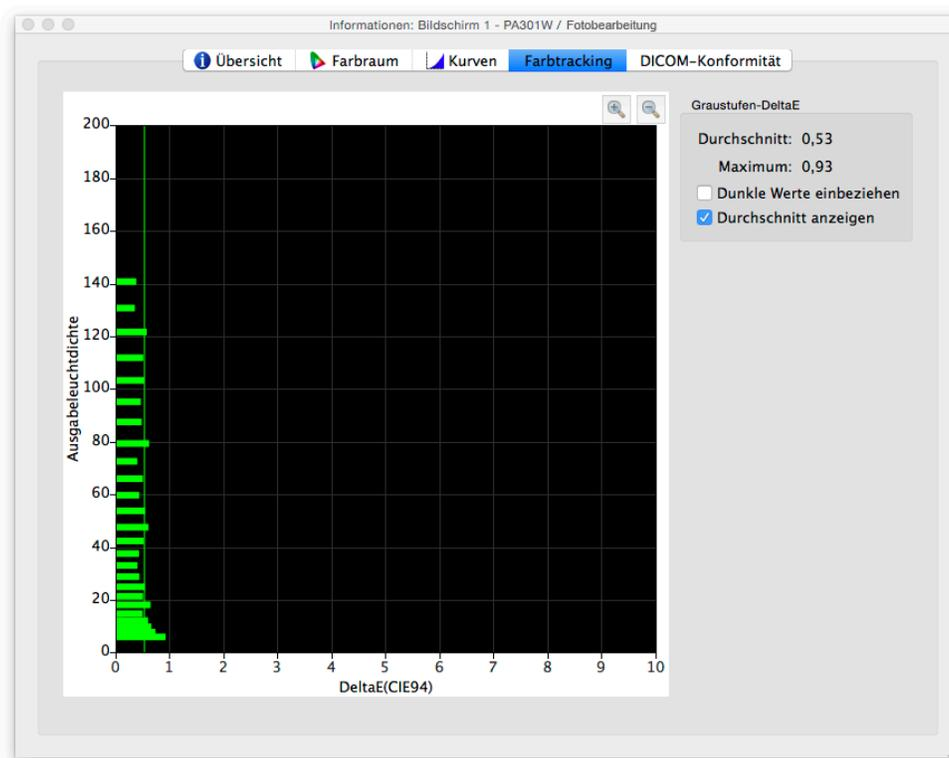 Informationen: Bildschirm 1 - PA301W / Fotobearbeitung
Übersicht
Farbraum
Kurven
Farbtracking
DICOM-Konformität
Graustufen-DeltaE
Durchschnitt: 0,53
Maximum: 0,93
Dunkle Werte einbeziehen
Durchschnitt anzeigen
Ausgabeleuchtdichte
200
180
160
140
120
100
80
60
40
20
0
0 1 2 3 4 5 6 7 8 9 10
DeltaE(CIE94)